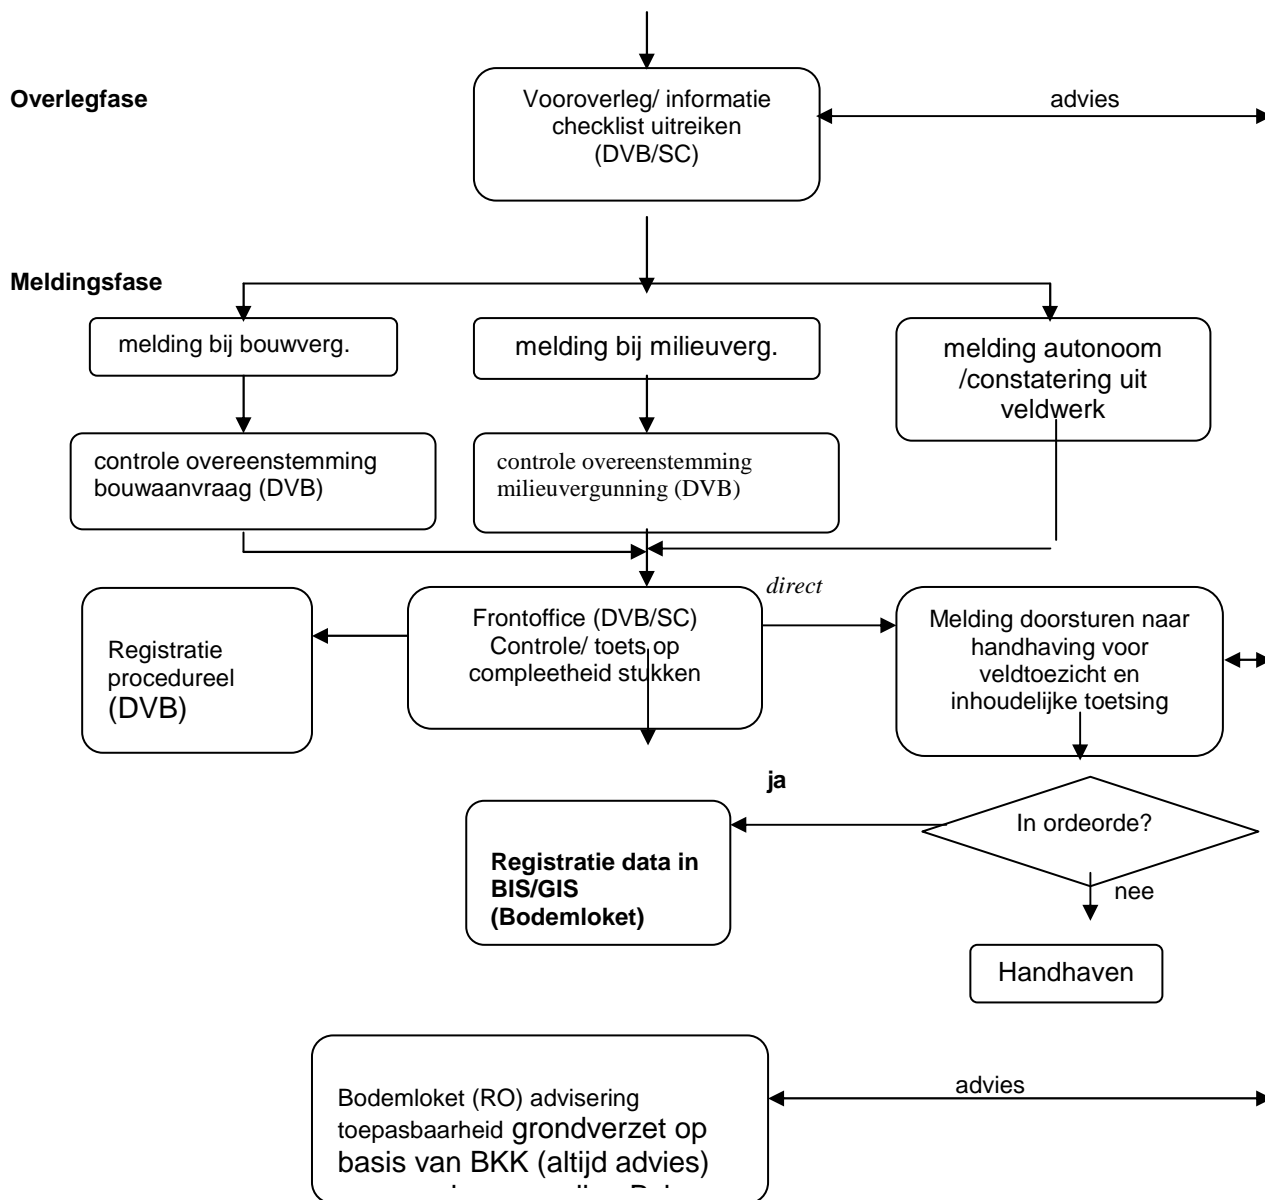 Overlegfase
Vooroverleg/ informatie
checklist uitreiken
(DVB/SC)
advies
Meldingsfase
melding bij bouwverg.
melding bij milieuverg.
melding autonoom
/constatering uit
veldwerk
controle overeenstemming
bouwaanvraag (DVB)
controle overeenstemming
milieuvergunning (DVB)
Registratie
procedureel
(DVB)
Frontoffice (DVB/SC)
Controle/ toets op
compleetheid stukken
direct
Melding doorsturen naar
handhaving voor
veldtoezicht en
inhoudelijke toetsing
ja
In ordeorde?
Registratie data in
BIS/GIS
(Bodemloket)
nee
Handhaven
Bodemloket (RO) advisering
toepasbaarheid grondverzet op
basis van BKK (altijd advies)
advies